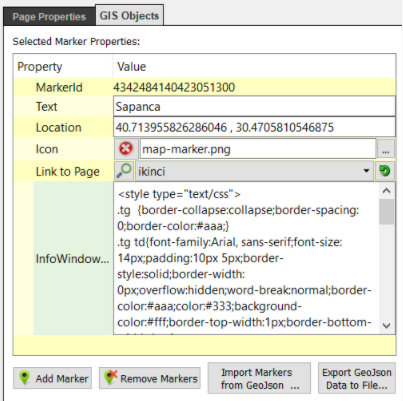 Page Properties GIS Objects
Selected Marker Properties:
Property Value
MarkerId 4342484140423051300
Text Sapanca
Location 40.713955826286046 , 30.4705810546875
Icon map-marker.png ...
Link to Page ikinci
InfoWindow...
<style type="text/css">
.tg {border-collapse:collapse;border-spacing:
0;border-color:#aaa;}
.tg td{font-family:Arial, sans-serif;font-size:
14px;padding:10px 5px;border-
style:solid;border-width:
0px;overflow:hidden;word-break:normal;border-
color:#aaa;color:#333;background-
color:#fff;border-top-width:1px;border-bottom-
Add Marker Remove Markers Import Markers
from GeoJson ... Export GeoJson
Data to File...